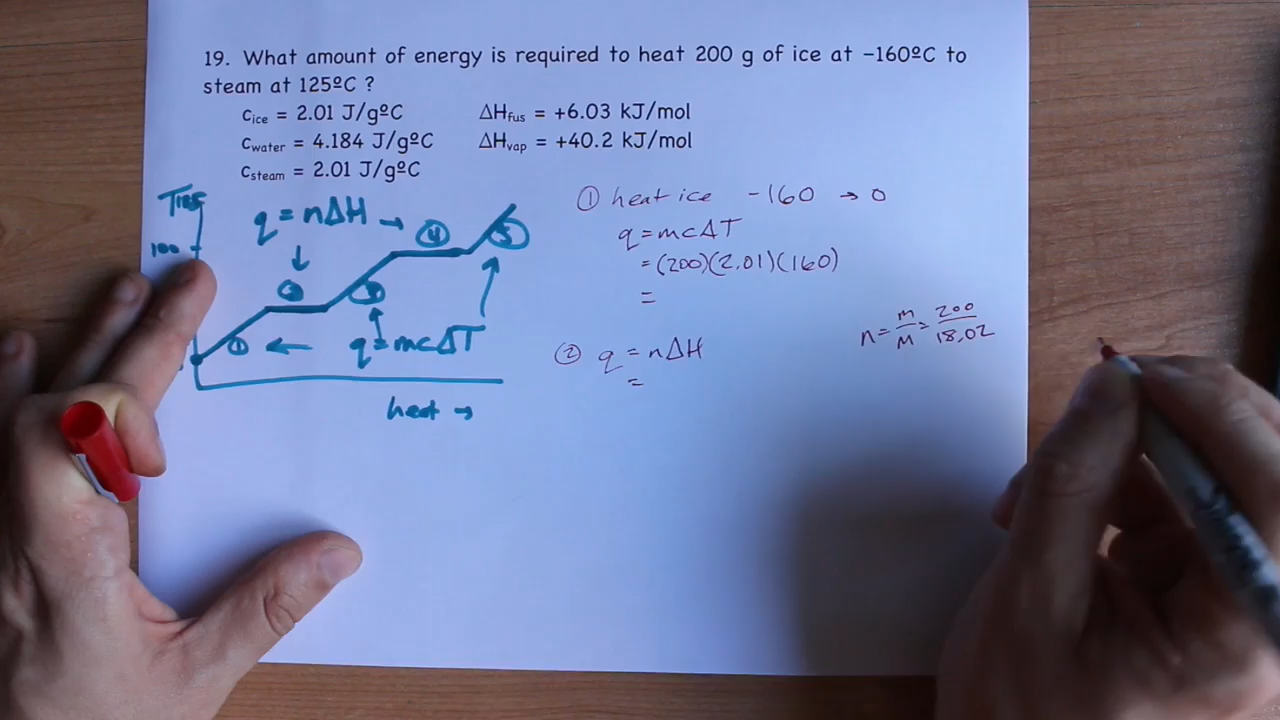 19. What amount of energy is required to heat 200 g of ice at -160ºC to
steam at 125ºC ?
Cice = 2.01 J/gºC
ΔHfus = +6.03 kJ/mol
Cwater = 4.184 J/gºC
ΔHvap = +40.2 kJ/mol
Csteam = 2.01 J/gºC
100
q = nΔH →
↓
① ② ③ ④ ⑤
← q = mcΔT
heat →
① heat ice -160 → 0
q = mcΔT
= (200)(2.01)(160)
=
② q = nΔH
=
n = m/M = 200/18.02